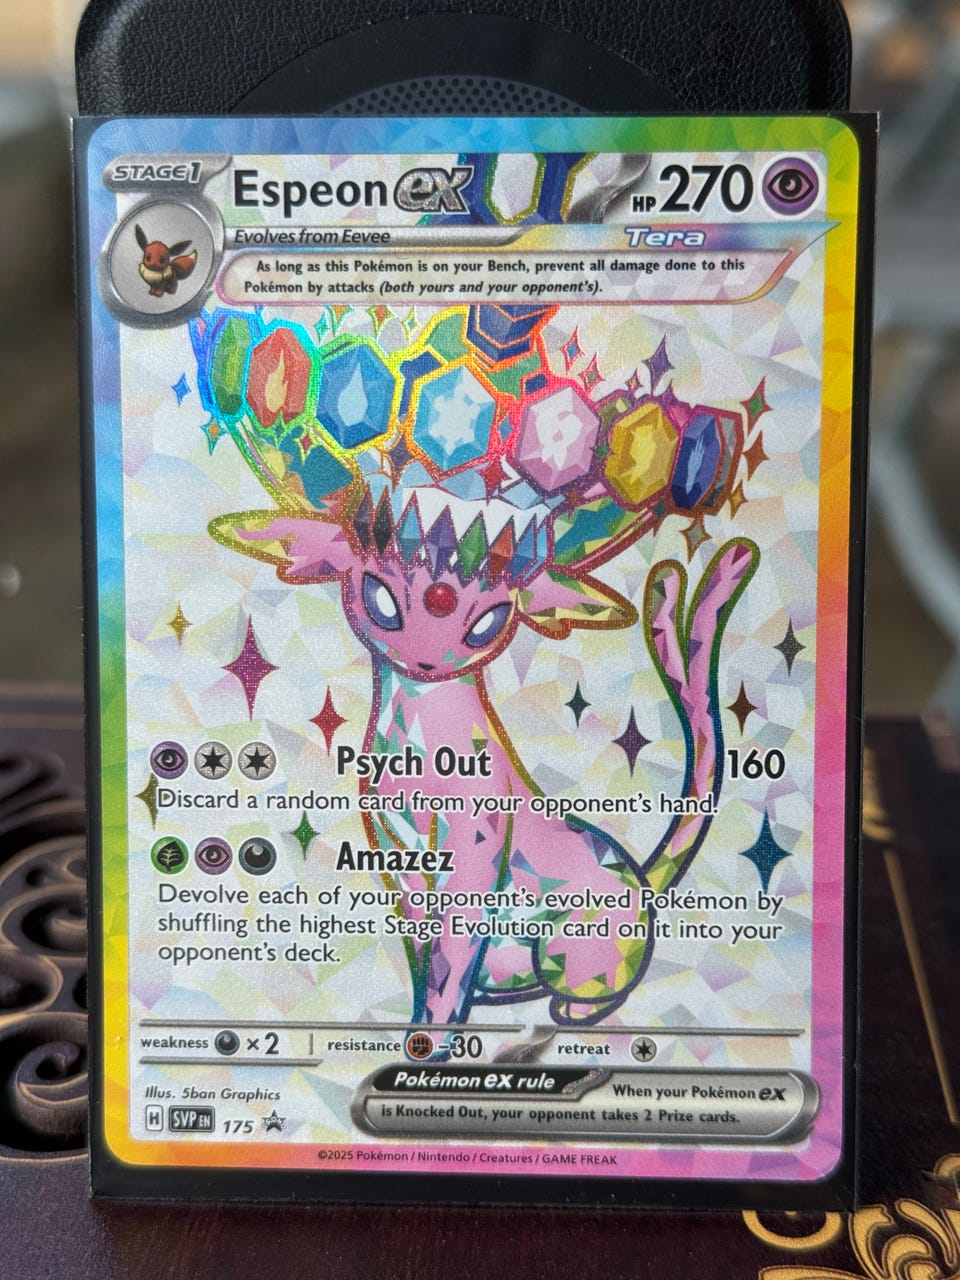 STAGE1
Espeon ex
HP 270
Evolves from Eevee
Tera
As long as this Pokémon is on your Bench, prevent all damage done to this
Pokémon by attacks (both yours and your opponent's).
Psych Out 160
Discard a random card from your opponent's hand.
Amazez
Devolve each of your opponent's evolved Pokémon by
shuffling the highest Stage Evolution card on it into your
opponent's deck.
weakness ×2 resistance -30 retreat
Illus. 5ban Graphics
Pokémon ex rule
When your Pokémon ex
is Knocked Out, your opponent takes 2 Prize cards.
H SVP EN 175
©2025 Pokémon / Nintendo / Creatures / GAME FREAK